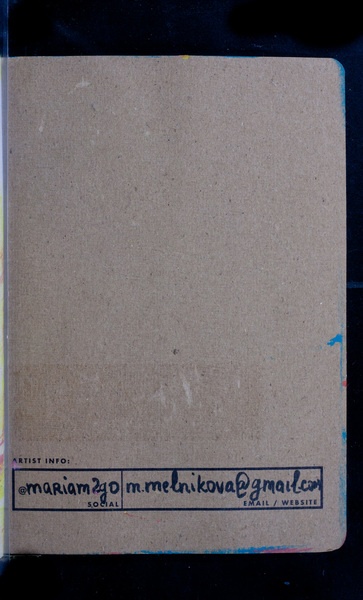 ARTIST INFO:
@mariam2go m.melnikova@gmail.com
SOCIAL EMAIL / WEBSITE